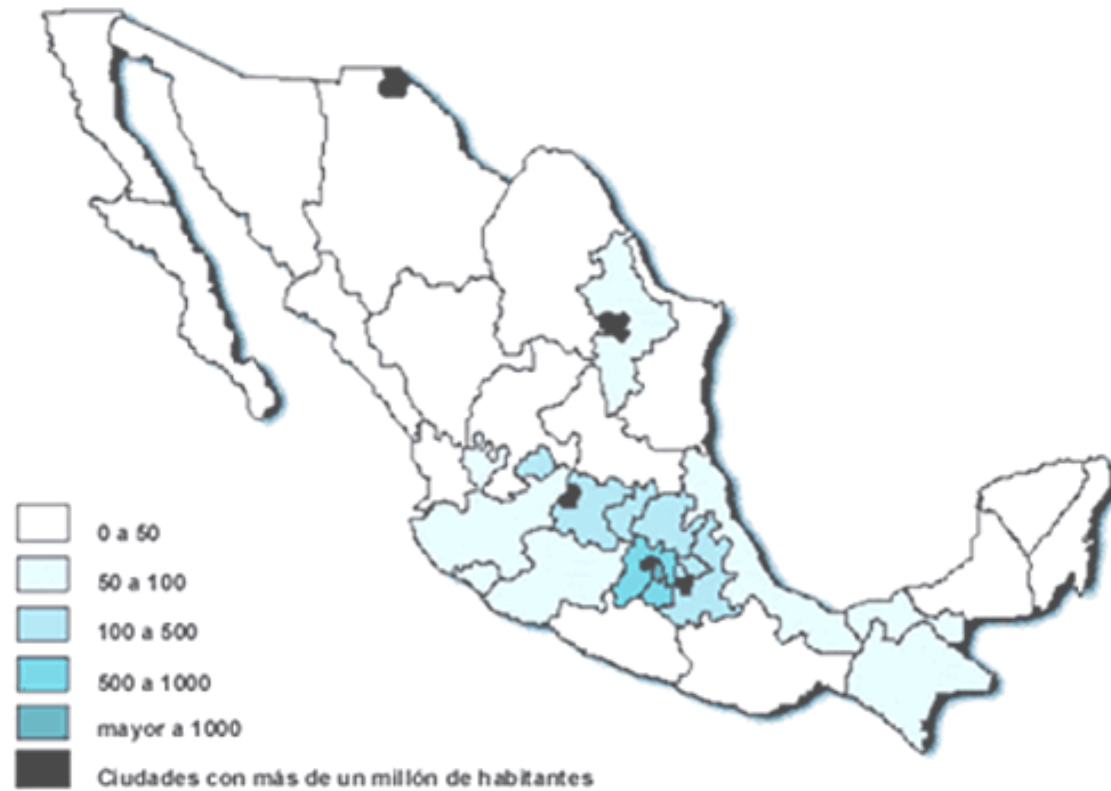 0 a 50
50 a 100
100 a 500
500 a 1000
mayor a 1000
Ciudades con más de un millón de habitantes